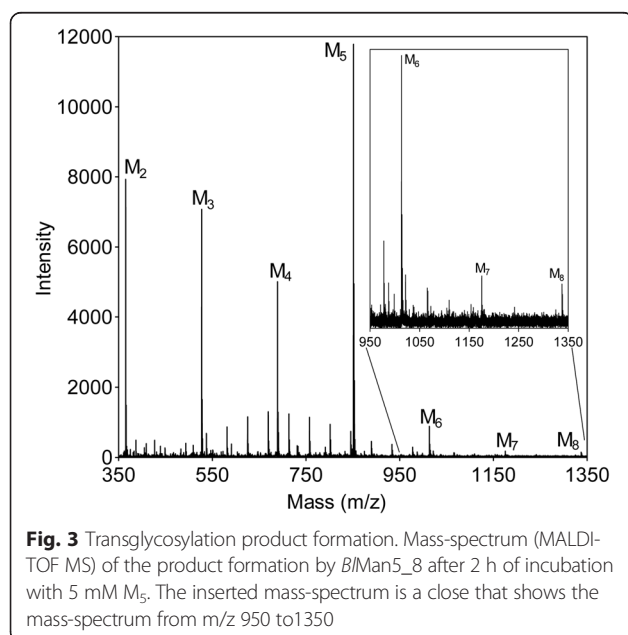 12000
10000
8000
6000
4000
2000
0
Intensity
M₂
M₃
M₄
M₅
M₆
M₇
M₈
M₆
M₇
M₈
950 1050 1150 1250 1350
350 550 750 950 1150 1350
Mass (m/z)
Fig. 3 Transglycosylation product formation. Mass-spectrum (MALDI-
TOF MS) of the product formation by BlMan5_8 after 2 h of incubation
with 5 mM M₅. The inserted mass-spectrum is a close that shows the
mass-spectrum from m/z 950 to1350